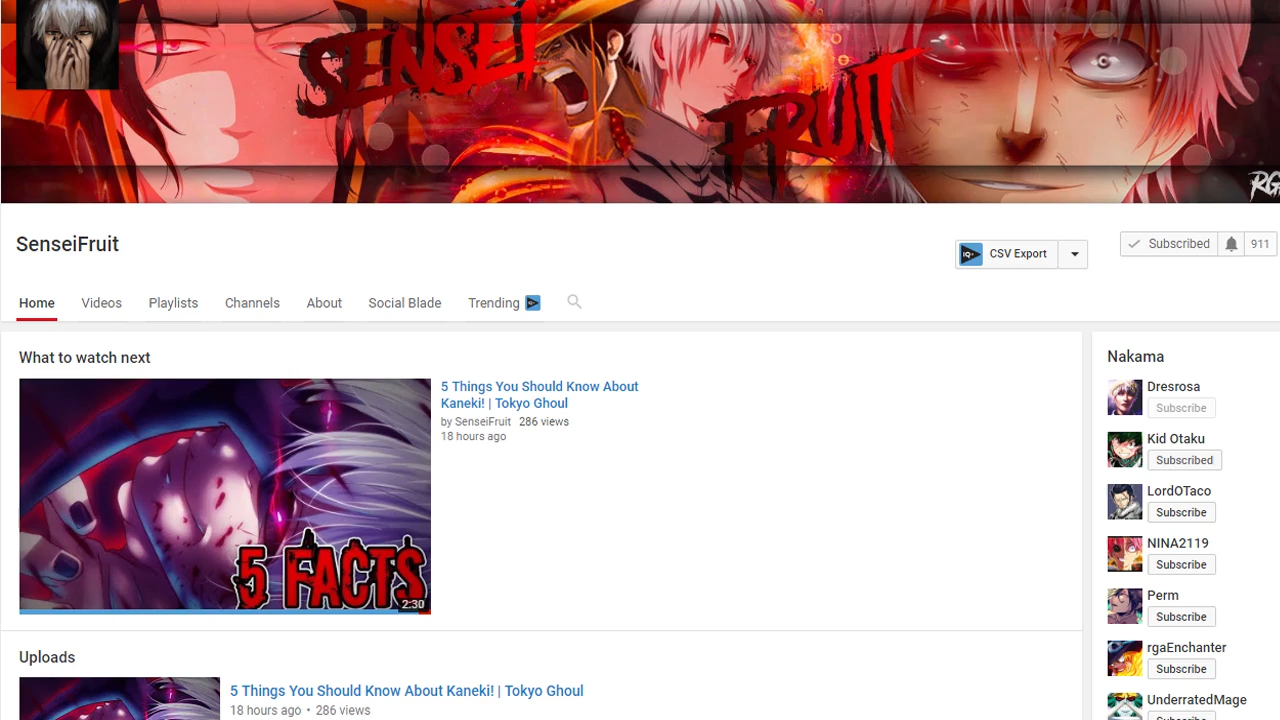 SENSEI
FRUIT
SenseiFruit
CSV Export
Subscribed
911
Home
Videos
Playlists
Channels
About
Social Blade
Trending
What to watch next
5 Things You Should Know About
Kaneki! | Tokyo Ghoul
by SenseiFruit 286 views
18 hours ago
5 FACTS
2:30
Uploads
5 Things You Should Know About Kaneki! | Tokyo Ghoul
18 hours ago • 286 views
Nakama
Dresrosa
Subscribe
Kid Otaku
Subscribed
LordOTaco
Subscribe
NINA2119
Subscribe
Perm
Subscribe
rgaEnchanter
Subscribe
UnderratedMage
Subscribe